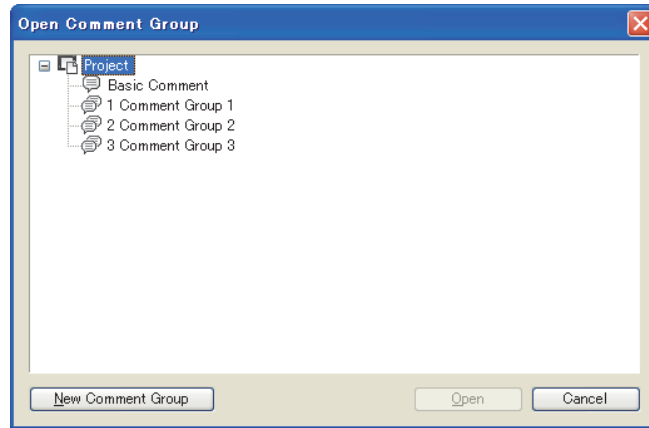 Open Comment Group
Project
Basic Comment
1 Comment Group 1
2 Comment Group 2
3 Comment Group 3
New Comment Group Open Cancel